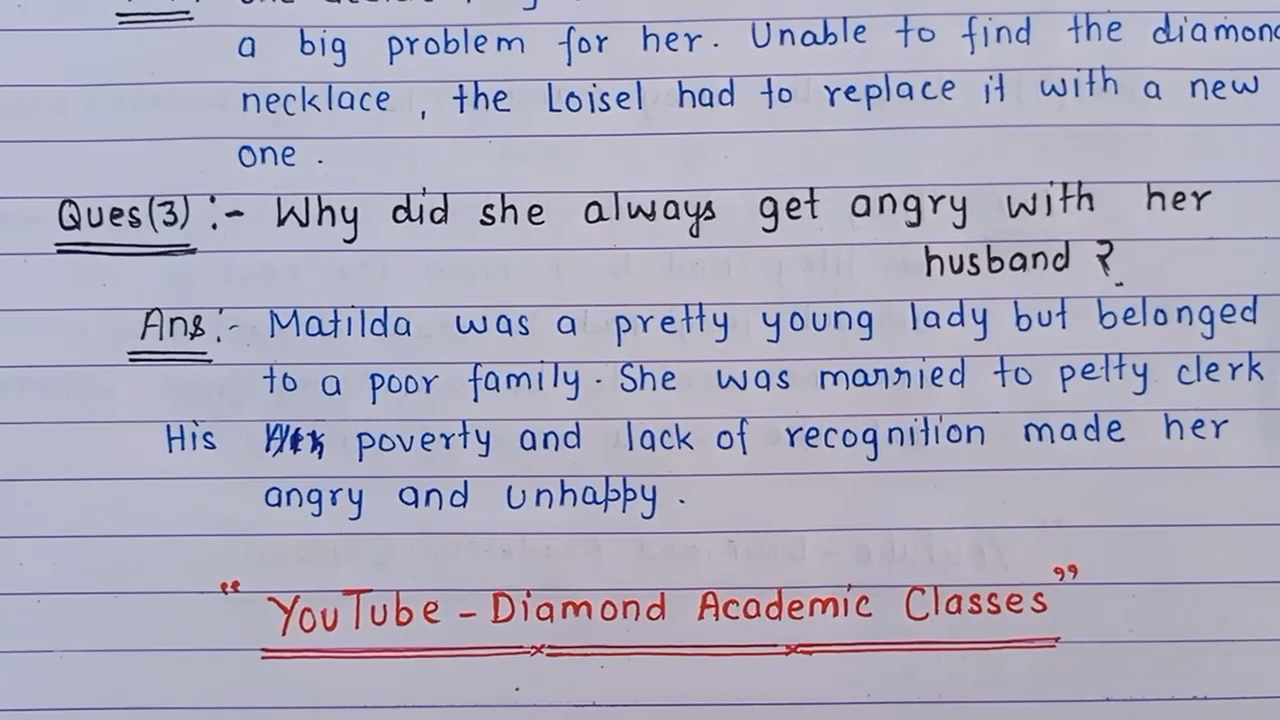 a big problem for her. Unable to find the diamond
necklace, the Loisel had to replace it with a new
one.
Ques(3) :- Why did she always get angry with her
husband ?
Ans :- Matilda was a pretty young lady but belonged
to a poor family. She was married to petty clerk
His poverty and lack of recognition made her
angry and unhappy.
"YouTube - Diamond Academic Classes"